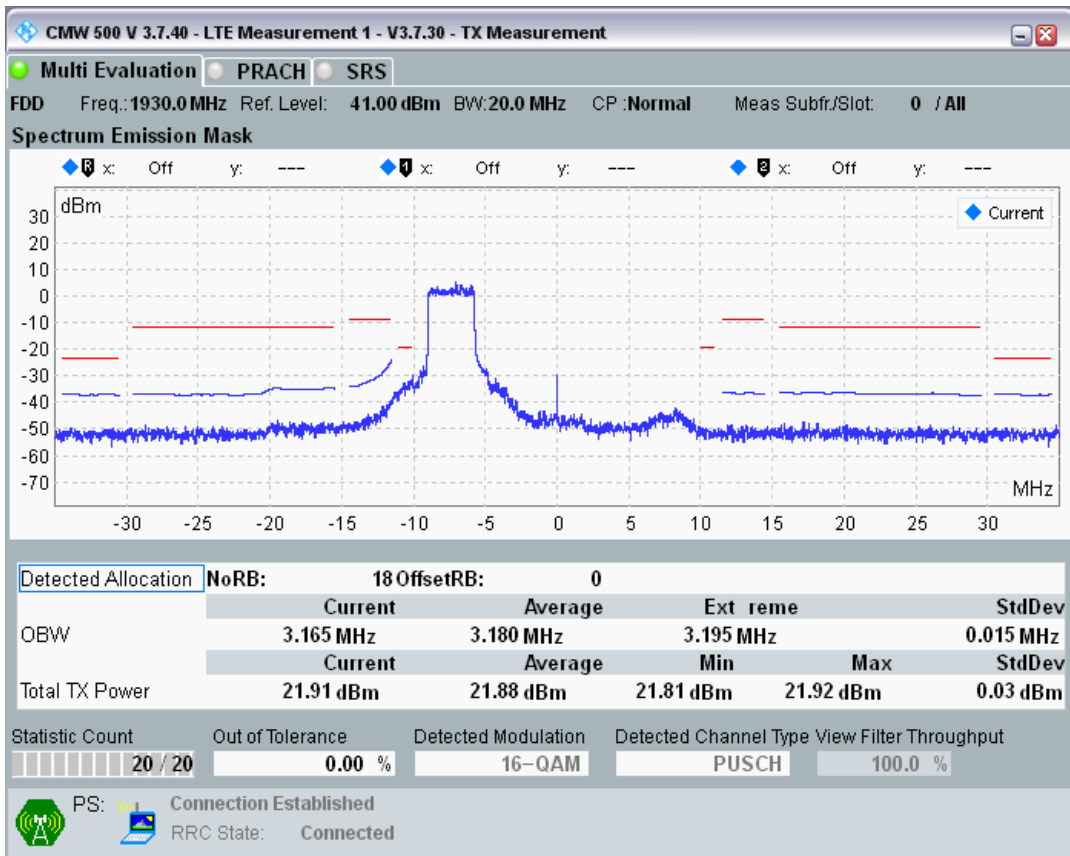 CMW 500 V 3.7.40 - LTE Measurement 1 - V3.7.30 - TX Measurement
Multi Evaluation PRACH SRS
FDD Freq.: 1930.0 MHz Ref. Level: 41.00 dBm BW: 20.0 MHz CP : Normal Meas Subfr./Slot: 0 / All
Spectrum Emission Mask
R x: Off y: --- 1 x: Off y: --- 2 x: Off y: ---
dBm
Current
30
20
10
0
-10
-20
-30
-40
-50
-60
-70
MHz
-30 -25 -20 -15 -10 -5 0 5 10 15 20 25 30
Detected Allocation NoRB: 18 OffsetRB: 0
Current Average Ext reme StdDev
OBW 3.165 MHz 3.180 MHz 3.195 MHz 0.015 MHz
Current Average Min Max StdDev
Total TX Power 21.91 dBm 21.88 dBm 21.81 dBm 21.92 dBm 0.03 dBm
Statistic Count Out of Tolerance Detected Modulation Detected Channel Type View Filter Throughput
20 / 20 0.00 % 16-QAM PUSCH 100.0 %
PS: Connection Established
RRC State: Connected